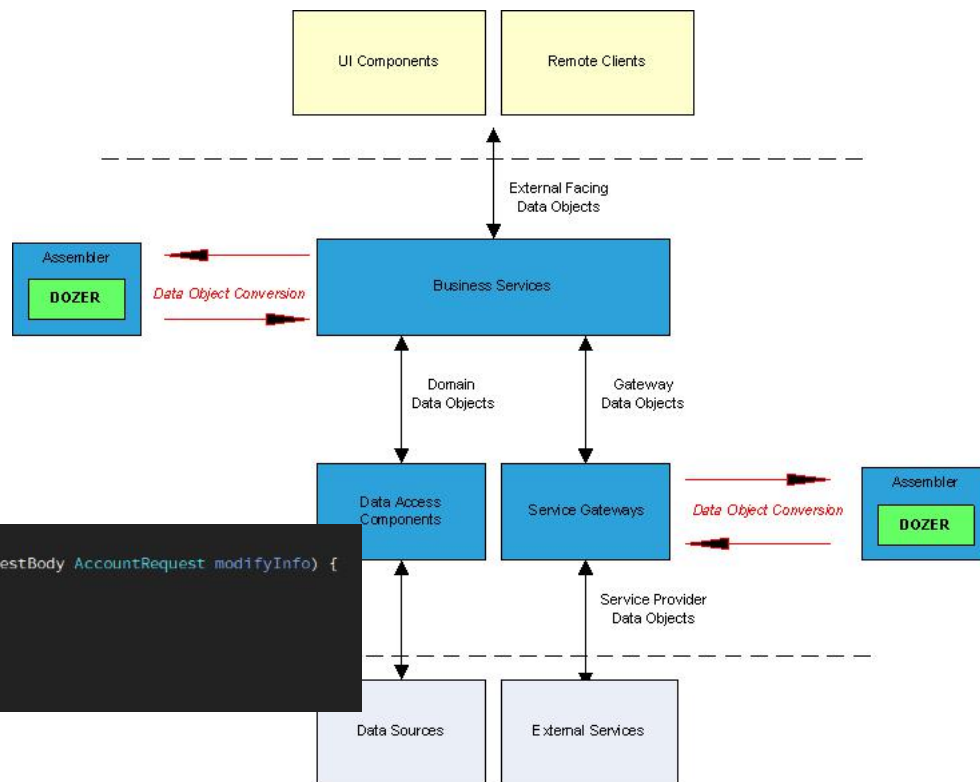 UI Components
Remote Clients
External Facing
Data Objects
Assembler
DOZER
Data Object Conversion
Business Services
Domain
Data Objects
Gateway
Data Objects
Data Access
Components
Service Gateways
Data Object Conversion
Assembler
DOZER
estBody AccountRequest modifyInfo) {
Service Provider
Data Objects
Data Sources
External Services